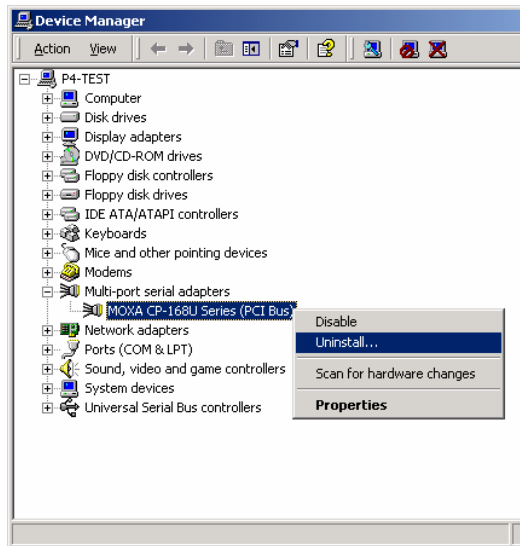 Device Manager
Action View
P4-TEST
Computer
Disk drives
Display adapters
DVD/CD-ROM drives
Floppy disk controllers
Floppy disk drives
IDE ATA/ATAPI controllers
Keyboards
Mice and other pointing devices
Modems
Multi-port serial adapters
MOXA CP-168U Series (PCI Bus)
Network adapters
Ports (COM & LPT)
Sound, video and game controllers
System devices
Universal Serial Bus controllers
Disable
Uninstall...
Scan for hardware changes
Properties